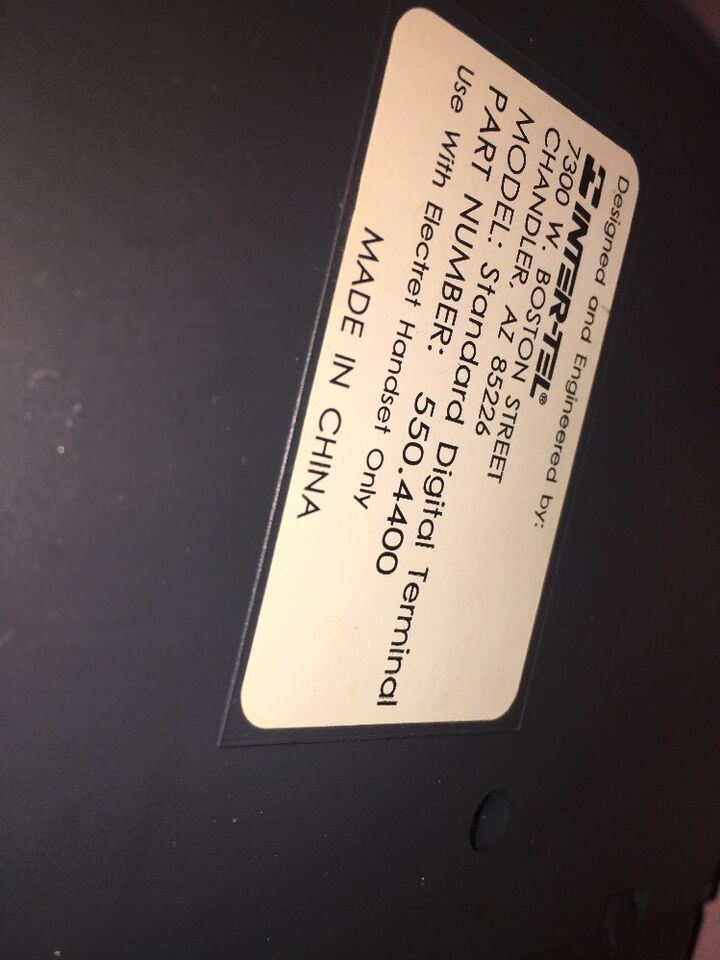 Designed and Engineered by:
INTER-TEL®
7300 W. BOSTON STREET
CHANDLER, AZ 85226
MODEL: Standard Digital Terminal
PART NUMBER: 550.4400
Use With Electret Handset Only
MADE IN CHINA